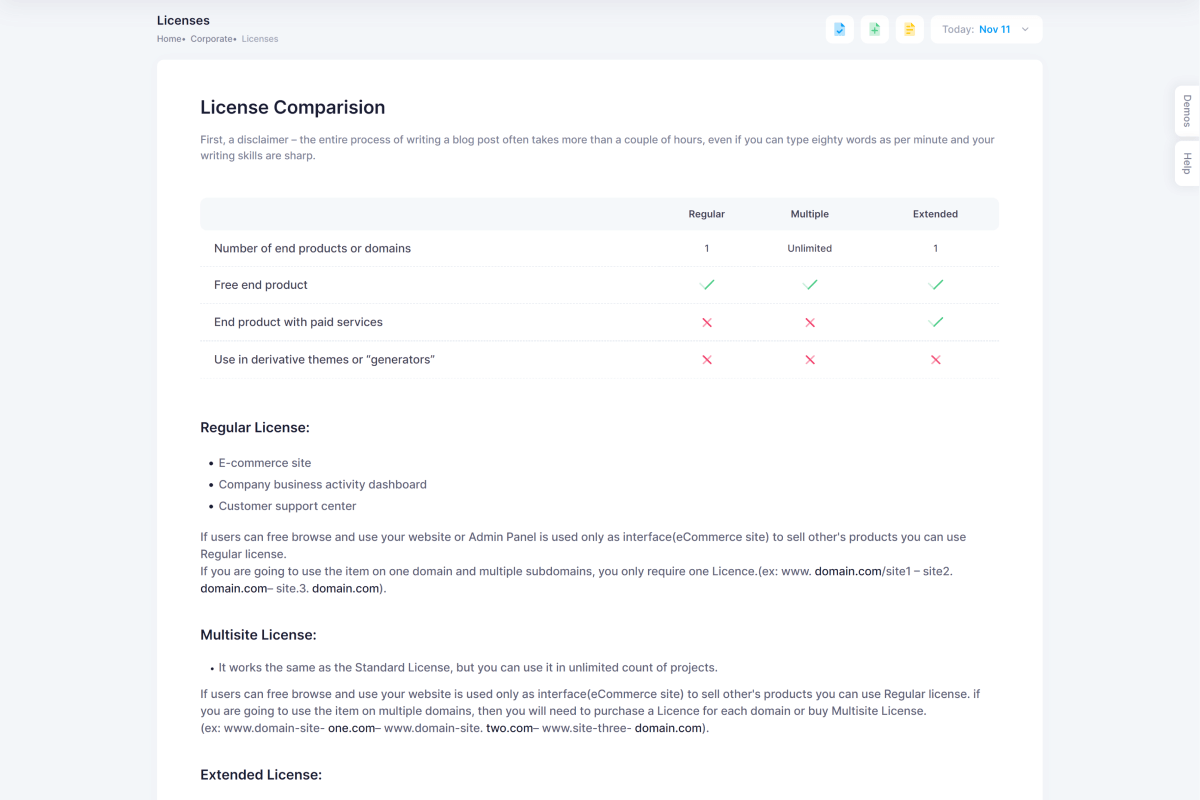 Licenses
Home• Corporate• Licenses
Today: Nov 11
Demos
Help
License Comparision
First, a disclaimer – the entire process of writing a blog post often takes more than a couple of hours, even if you can type eighty words as per minute and your
writing skills are sharp.
Regular Multiple Extended
Number of end products or domains 1 Unlimited 1
Free end product
End product with paid services
Use in derivative themes or “generators”
Regular License:
• E-commerce site
• Company business activity dashboard
• Customer support center
If users can free browse and use your website or Admin Panel is used only as interface(eCommerce site) to sell other's products you can use
Regular license.
If you are going to use the item on one domain and multiple subdomains, you only require one Licence.(ex: www. domain.com/site1 – site2.
domain.com– site.3. domain.com).
Multisite License:
• It works the same as the Standard License, but you can use it in unlimited count of projects.
If users can free browse and use your website is used only as interface(eCommerce site) to sell other's products you can use Regular license. if
you are going to use the item on multiple domains, then you will need to purchase a Licence for each domain or buy Multisite License.
(ex: www.domain-site- one.com– www.domain-site. two.com– www.site-three- domain.com).
Extended License: